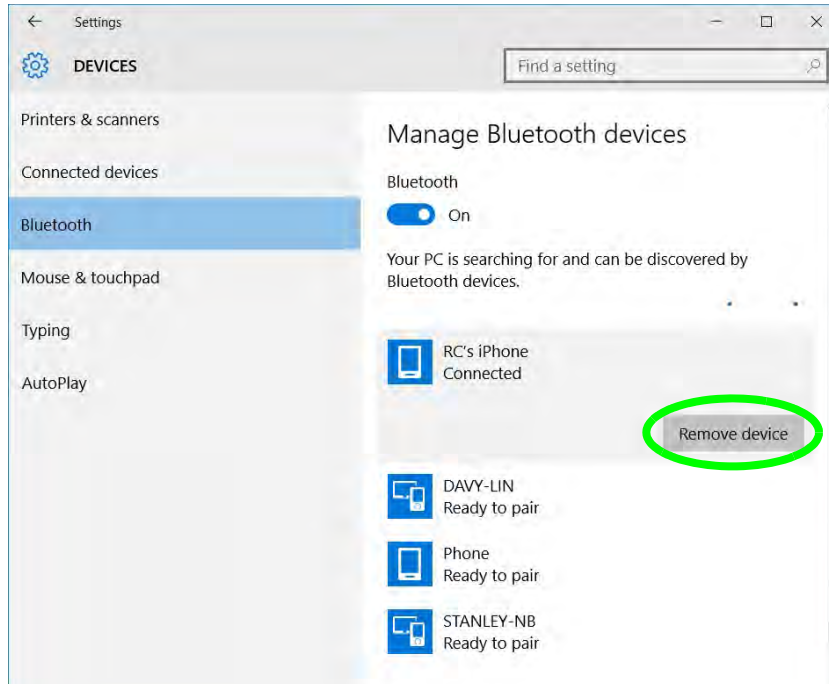 Settings
DEVICES
Find a setting
Printers & scanners
Connected devices
Bluetooth
Mouse & touchpad
Typing
AutoPlay
Manage Bluetooth devices
Bluetooth
On
Your PC is searching for and can be discovered by
Bluetooth devices.
RC's iPhone
Connected
Remove device
DAVY-LIN
Ready to pair
Phone
Ready to pair
STANLEY-NB
Ready to pair